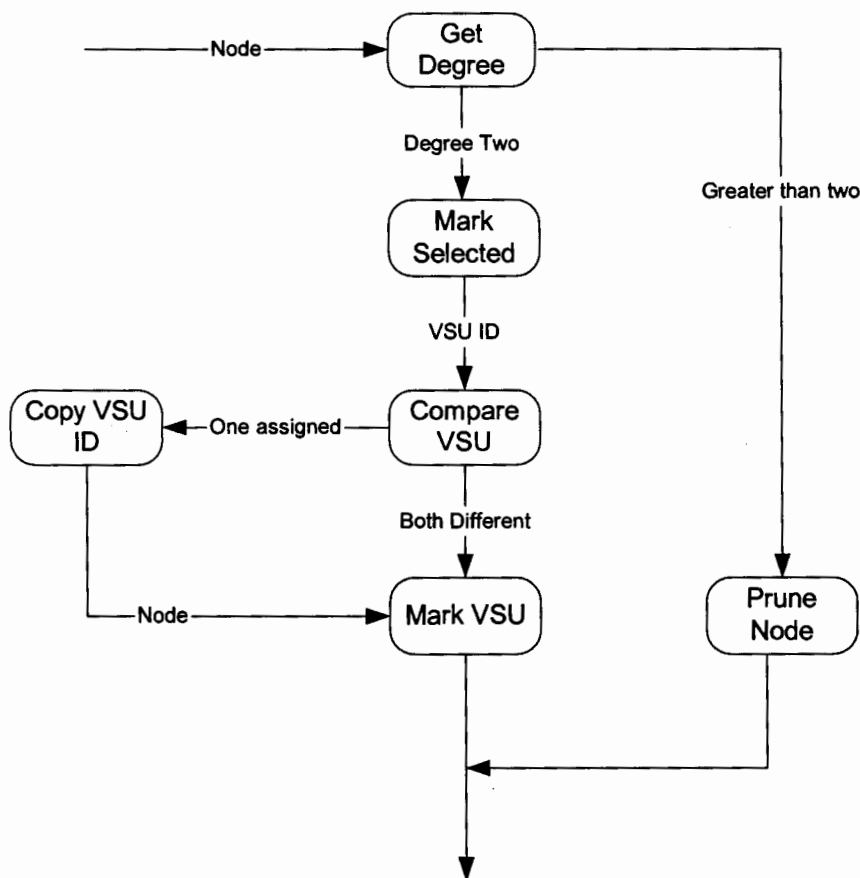 Node
Get
Degree
Degree Two
Greater than two
Mark
Selected
VSU ID
Copy VSU
ID
One assigned
Compare
VSU
Both Different
Node
Mark VSU
Prune
Node